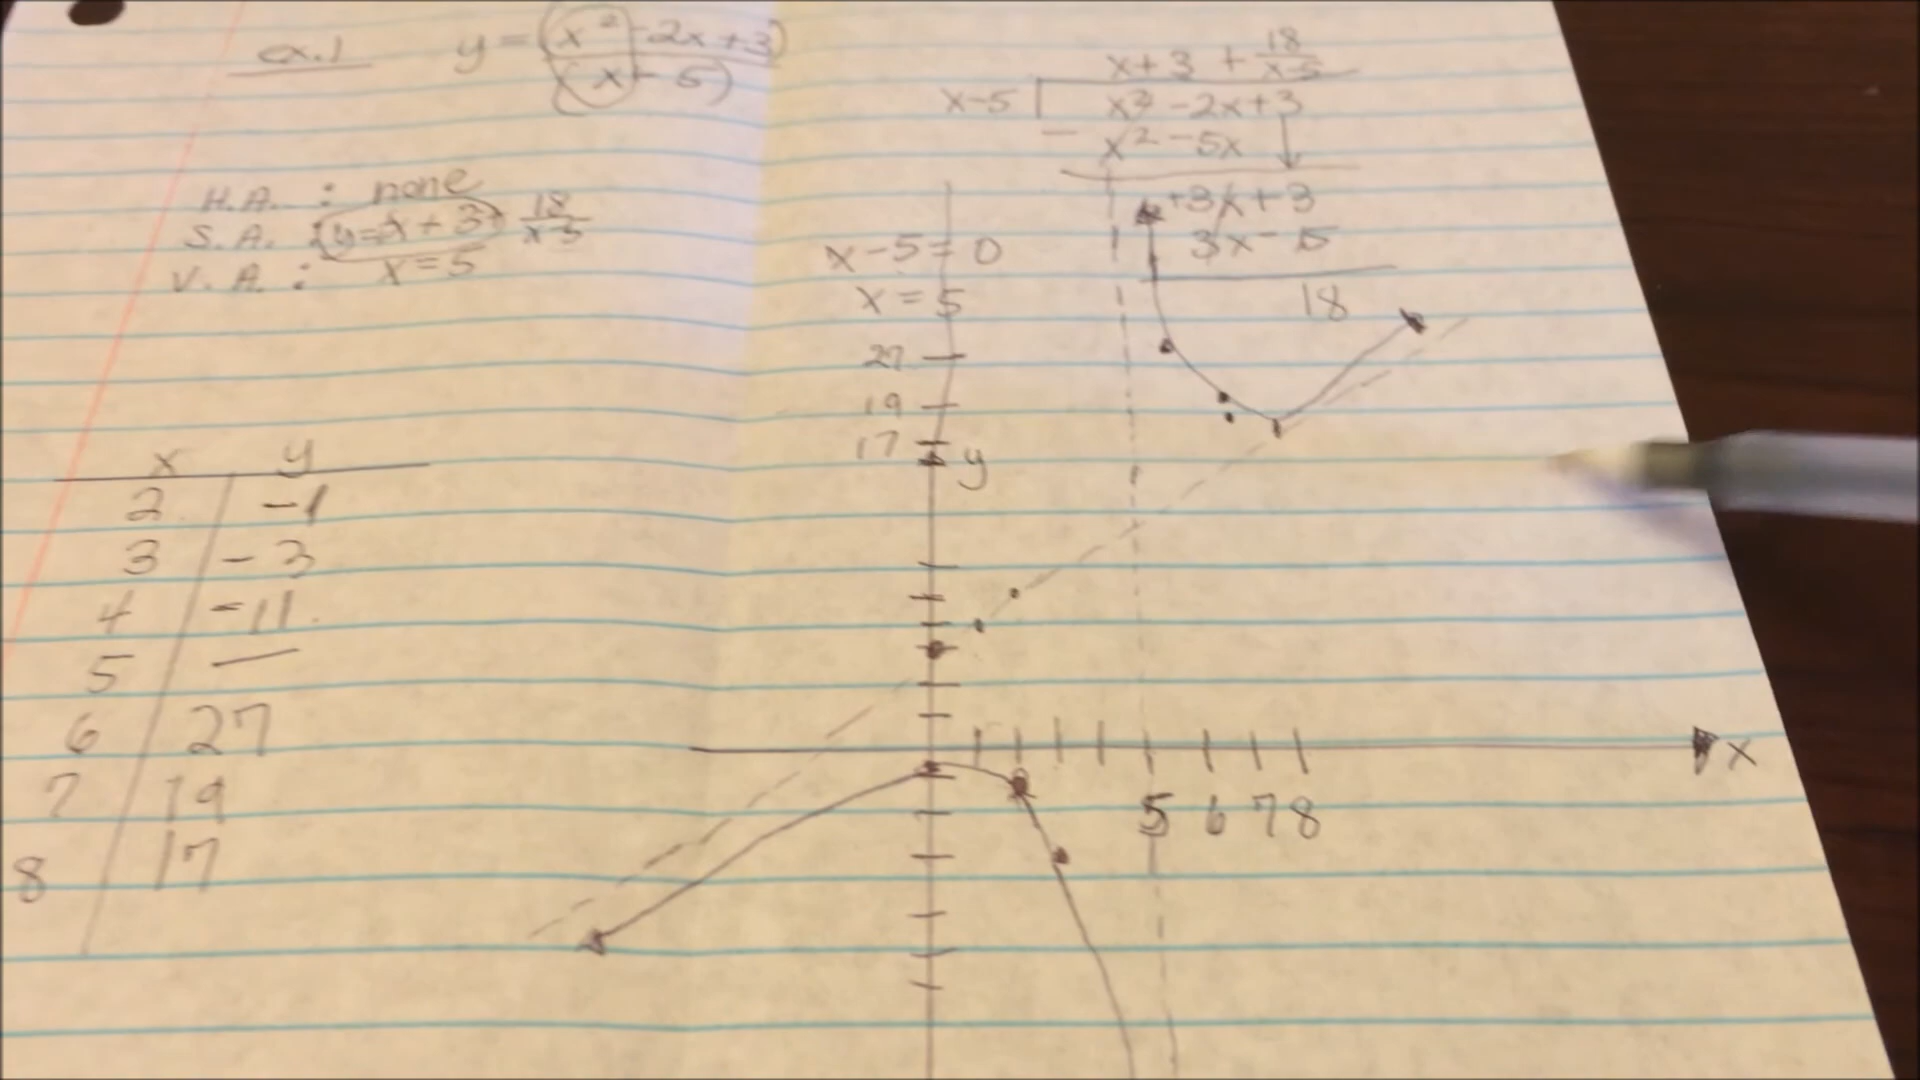 ex.1 y = (x² - 2x + 3) / (x - 5)
x + 3 + 18/(x-5)
x-5 | x² - 2x + 3
- x² - 5x
+3x + 3
3x - 15
18
H.A. : none
S.A. : y = x + 3 + 18/(x-5)
V.A. : x = 5
x - 5 = 0
x = 5
27
19
17
y
x y
2 -1
3 -3
4 -11
5 —
6 27
7 19
8 17
x
5 6 7 8